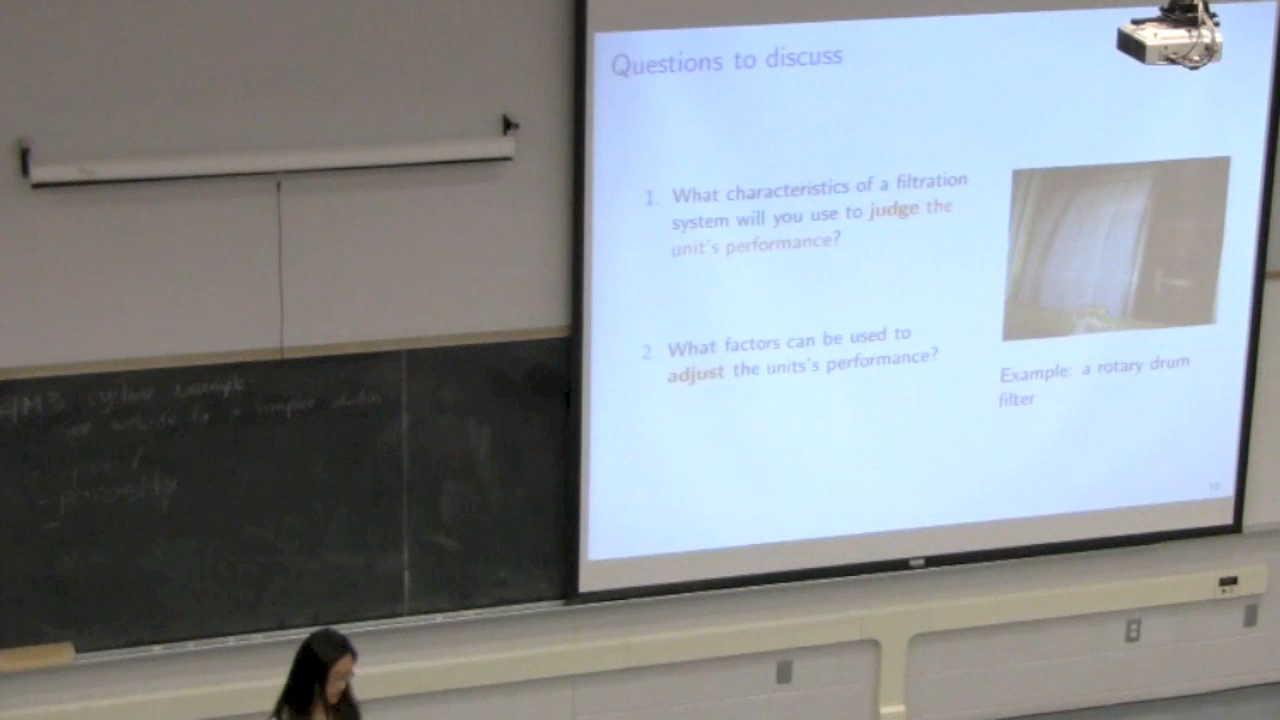 Questions to discuss
1. What characteristics of a filtration
system will you use to judge the
unit's performance?
2. What factors can be used to
adjust the units's performance?
Example: a rotary drum
filter
porosity